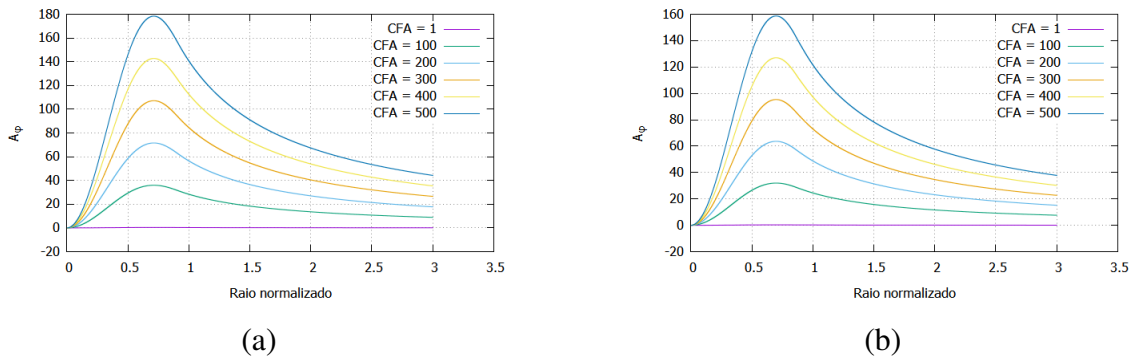 180
160
140
120
100
80
60
40
20
0
-20
A_φ
0 0.5 1 1.5 2 2.5 3 3.5
Raio normalizado
CFA = 1
CFA = 100
CFA = 200
CFA = 300
CFA = 400
CFA = 500
(a)
160
140
120
100
80
60
40
20
0
-20
A_φ
0 0.5 1 1.5 2 2.5 3 3.5
Raio normalizado
CFA = 1
CFA = 100
CFA = 200
CFA = 300
CFA = 400
CFA = 500
(b)